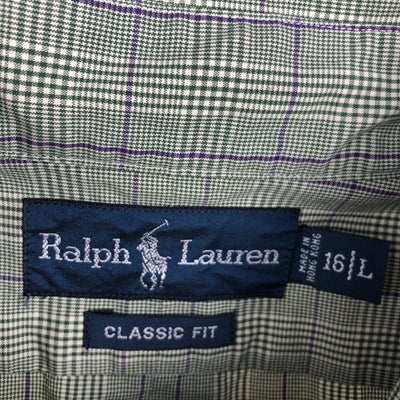 Ralph Lauren
MADE IN
HONG KONG
16/L
CLASSIC FIT